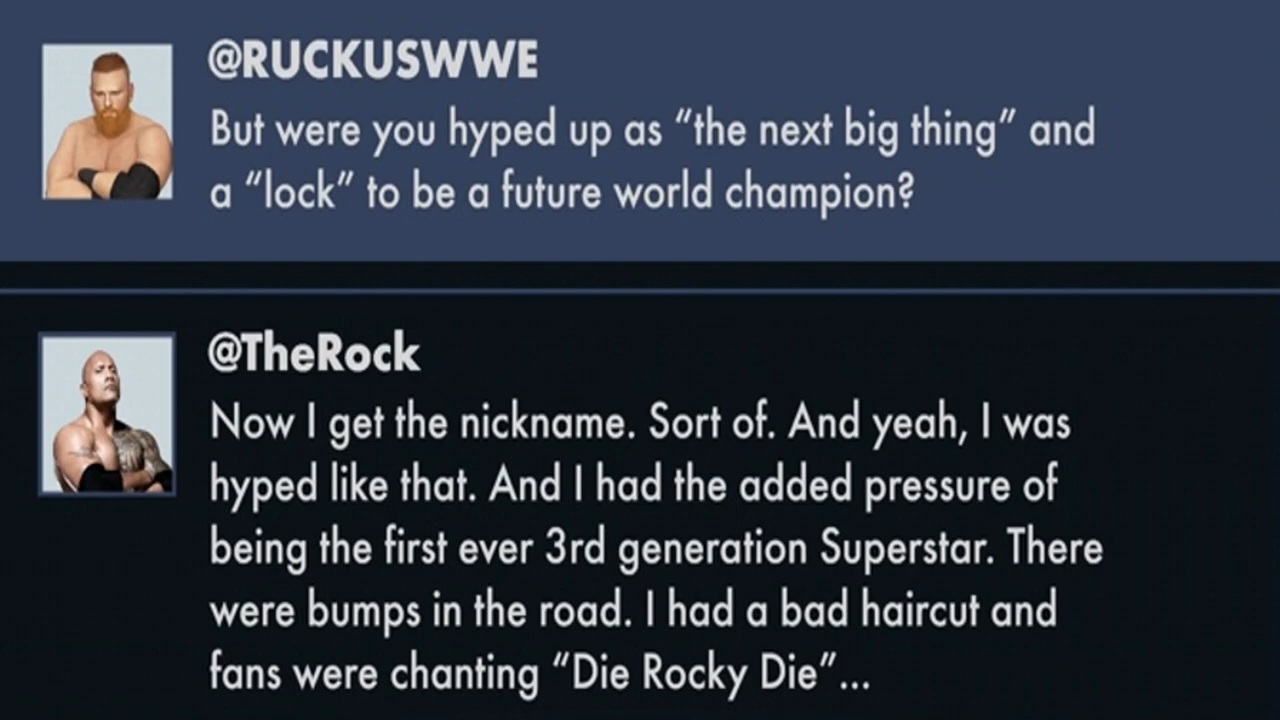 @RUCKUSWWE
But were you hyped up as “the next big thing” and
a “lock” to be a future world champion?
@TheRock
Now I get the nickname. Sort of. And yeah, I was
hyped like that. And I had the added pressure of
being the first ever 3rd generation Superstar. There
were bumps in the road. I had a bad haircut and
fans were chanting “Die Rocky Die”...